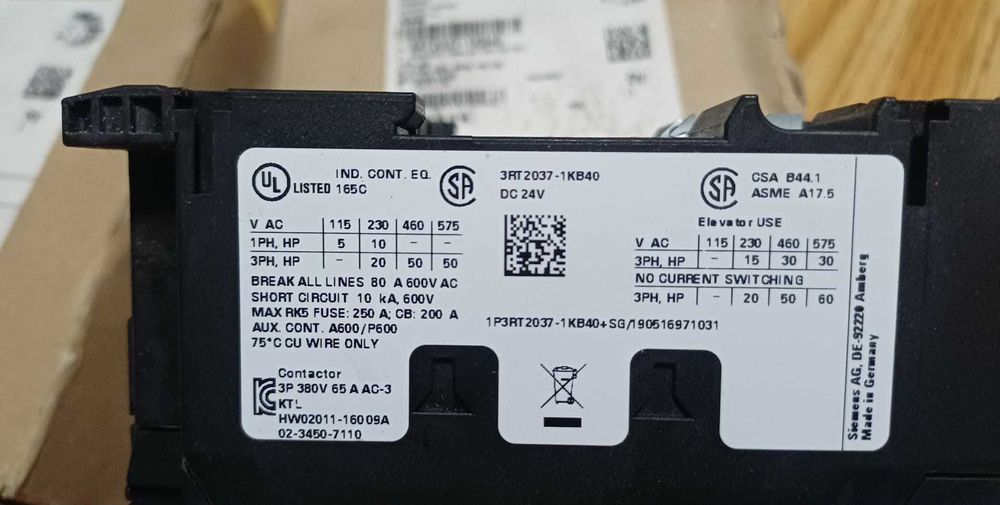 UL
IND. CONT. EQ.
LISTED 165C
V AC 115 230 460 575
1PH, HP 5 10 - -
3PH, HP - 20 50 50
BREAK ALL LINES 80 A 600V AC
SHORT CIRCUIT 10 kA, 600V
MAX RK5 FUSE: 250 A; CB: 200 A
AUX. CONT. A600/P600
75°C CU WIRE ONLY
Contactor
3P 380V 65 A AC-3
KTL
HW02011-16009A
02-3450-7110
SA
3RT2037-1KB40
DC 24V
1P3RT2037-1KB40+SG/190516971031
SA
CSA B44.1
ASME A17.5
Elevator USE
V AC 115 230 460 575
3PH, HP - 15 30 30
NO CURRENT SWITCHING
3PH, HP - 20 50 60
Siemens AG, DE-92220 Amberg
Made in Germany